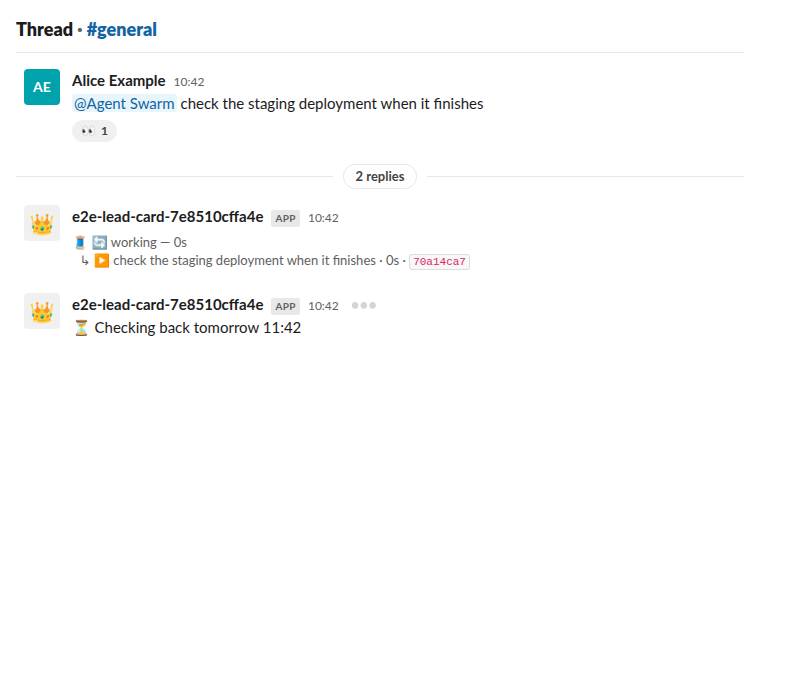 Thread • #general
AE
Alice Example 10:42
@Agent Swarm check the staging deployment when it finishes
👀 1
2 replies
e2e-lead-card-7e8510cffa4e APP 10:42
🧵 🔄 working — 0s
↳ ▶️ check the staging deployment when it finishes · 0s · 70a14ca7
e2e-lead-card-7e8510cffa4e APP 10:42
⏳ Checking back tomorrow 11:42